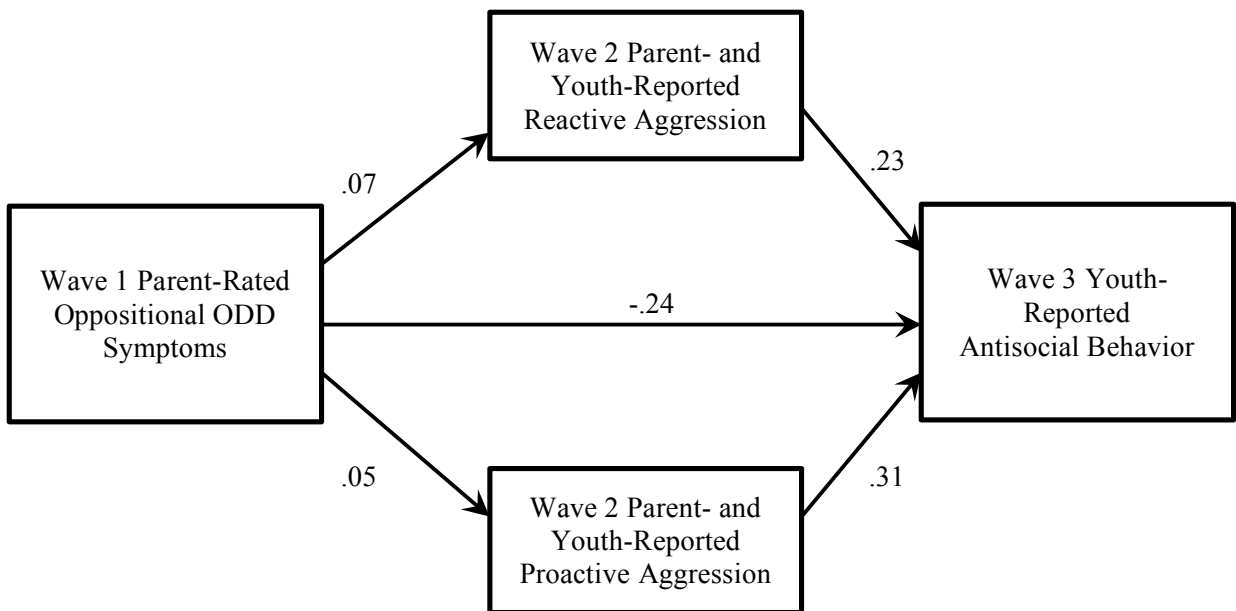 Wave 2 Parent- and
Youth-Reported
Reactive Aggression
.07
.23
Wave 1 Parent-Rated
Oppositional ODD
Symptoms
-.24
Wave 3 Youth-
Reported
Antisocial Behavior
.05
.31
Wave 2 Parent- and
Youth-Reported
Proactive Aggression